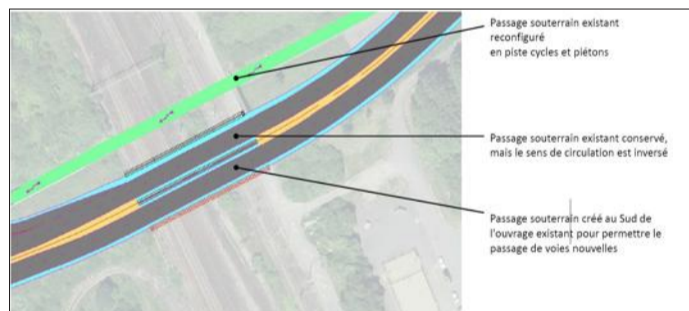 Passage souterrain existant
reconfiguré
en piste cycles et piétons
Passage souterrain existant conservé,
mais le sens de circulation est inversé
Passage souterrain créé au Sud de
l'ouvrage existant pour permettre le
passage de voies nouvelles